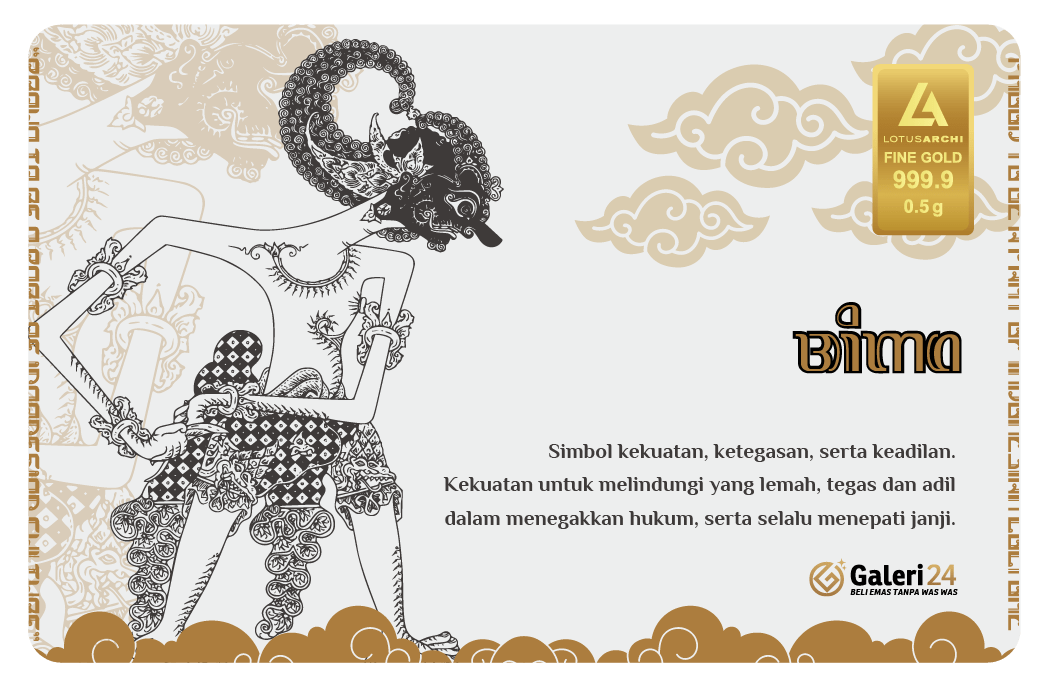 LOTUSARCHI
FINE GOLD
999.9
0.5 g
BIMA
Simbol kekuatan, ketegasan, serta keadilan.
Kekuatan untuk melindungi yang lemah, tegas dan adil
dalam menegakkan hukum, serta selalu menepati janji.
Galeri 24
BELI EMAS TANPA WAS WAS